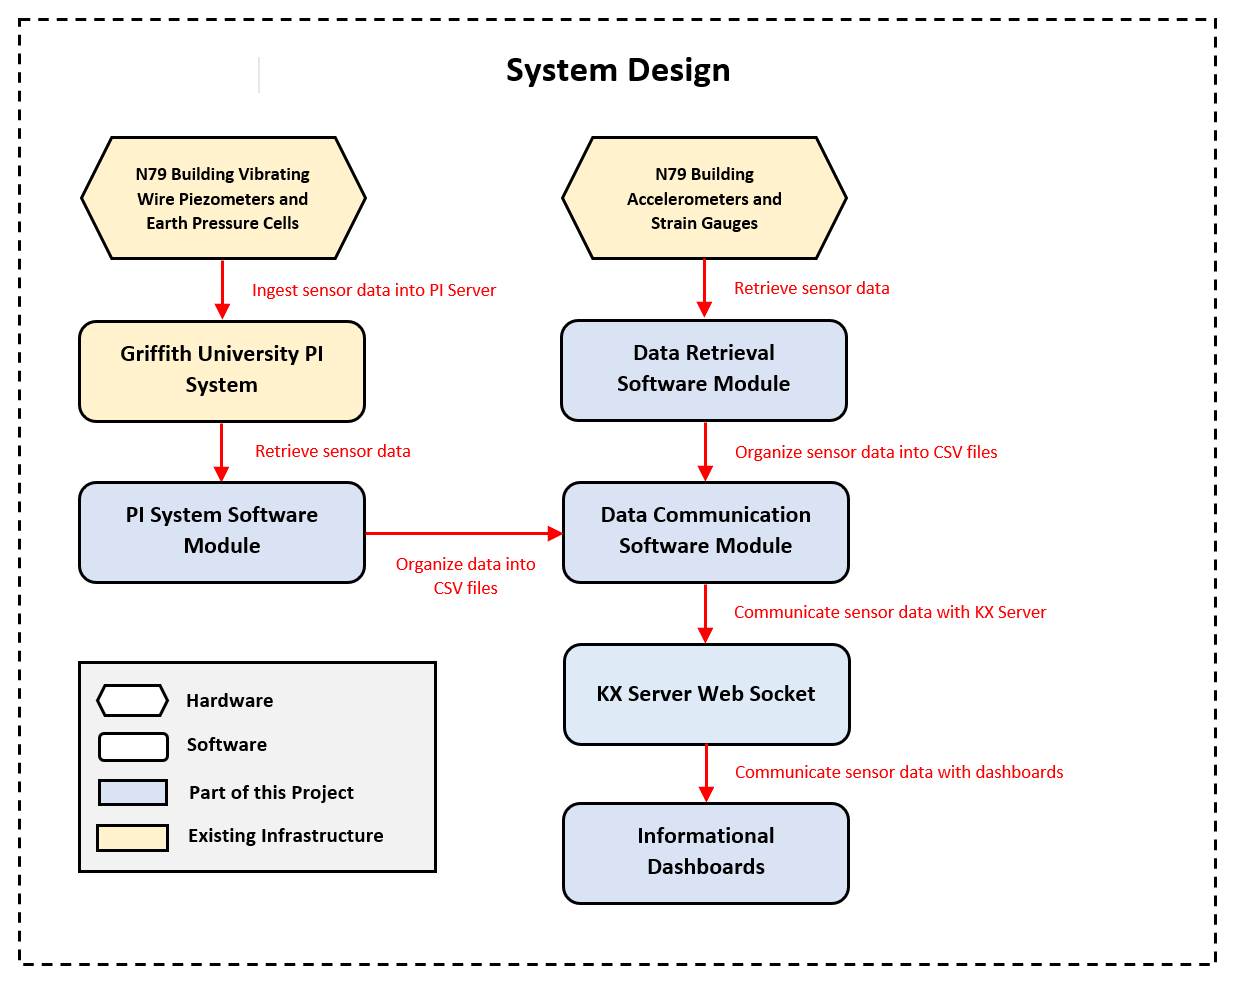 System Design
N79 Building Vibrating
Wire Piezometers and
Earth Pressure Cells
N79 Building
Accelerometers and
Strain Gauges
Ingest sensor data into PI Server
Retrieve sensor data
Griffith University PI
System
Data Retrieval
Software Module
Retrieve sensor data
Organize sensor data into CSV files
PI System Software
Module
Organize data into
CSV files
Data Communication
Software Module
Communicate sensor data with KX Server
KX Server Web Socket
Communicate sensor data with dashboards
Informational
Dashboards
Hardware
Software
Part of this Project
Existing Infrastructure